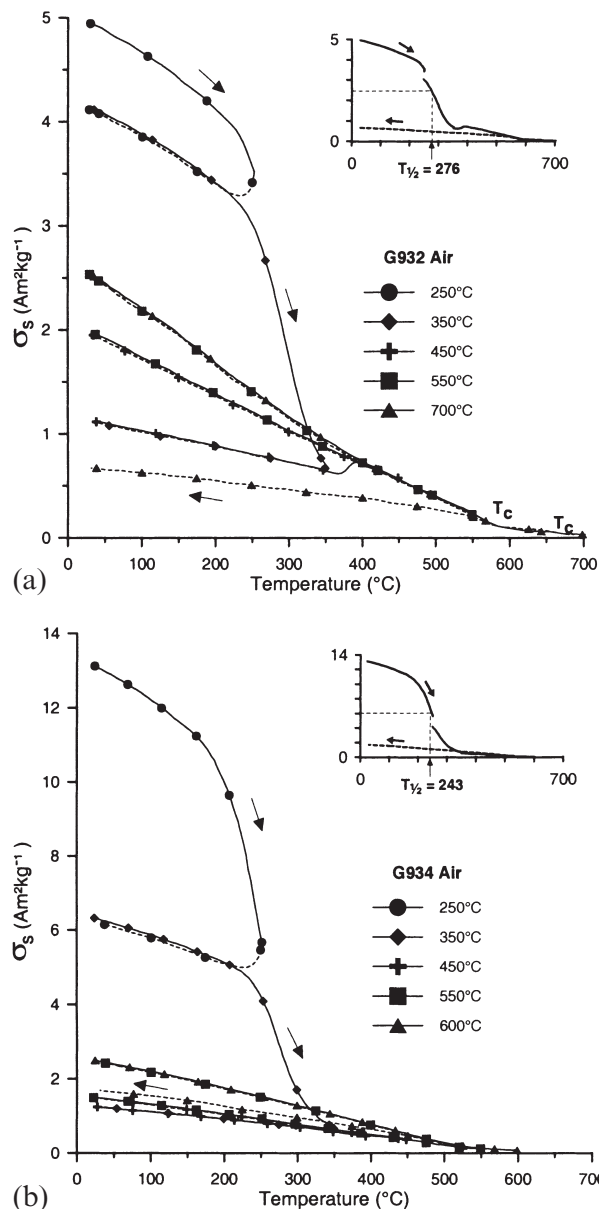 (a)
σs (Am²kg⁻¹)
5
4
3
2
1
0
0
100
200
300
400
500
600
700
Temperature (°C)
5
0
0
700
T½ = 276
G932 Air
250°C
350°C
450°C
550°C
700°C
Tc
Tc
(b)
σs (Am²kg⁻¹)
14
12
10
8
6
4
2
0
0
100
200
300
400
500
600
700
Temperature (°C)
14
0
0
700
T½ = 243
G934 Air
250°C
350°C
450°C
550°C
600°C